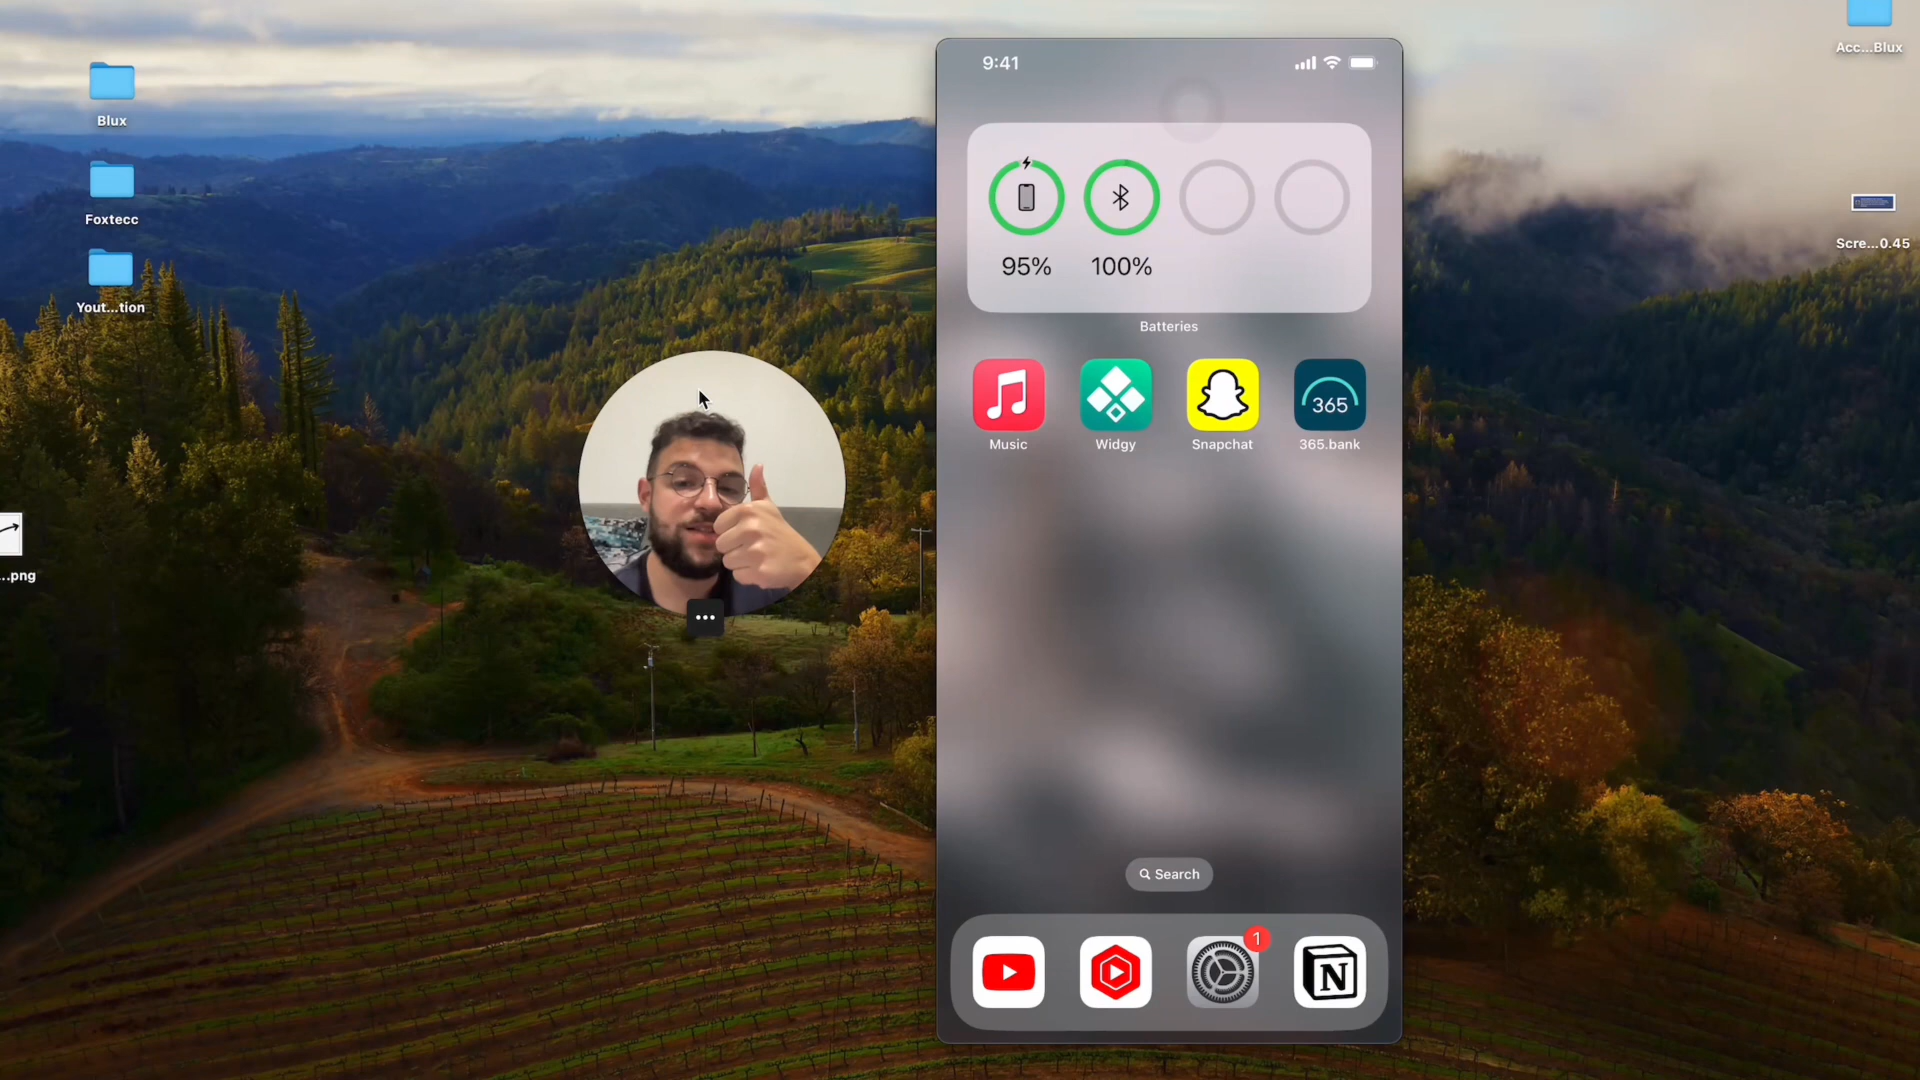 Blux
Foxtecc
Yout...tion
...png
9:41
95%
100%
Batteries
Music
Widgy
Snapchat
365
365.bank
Search
1
N
Acc...Blux
Scre...0.45